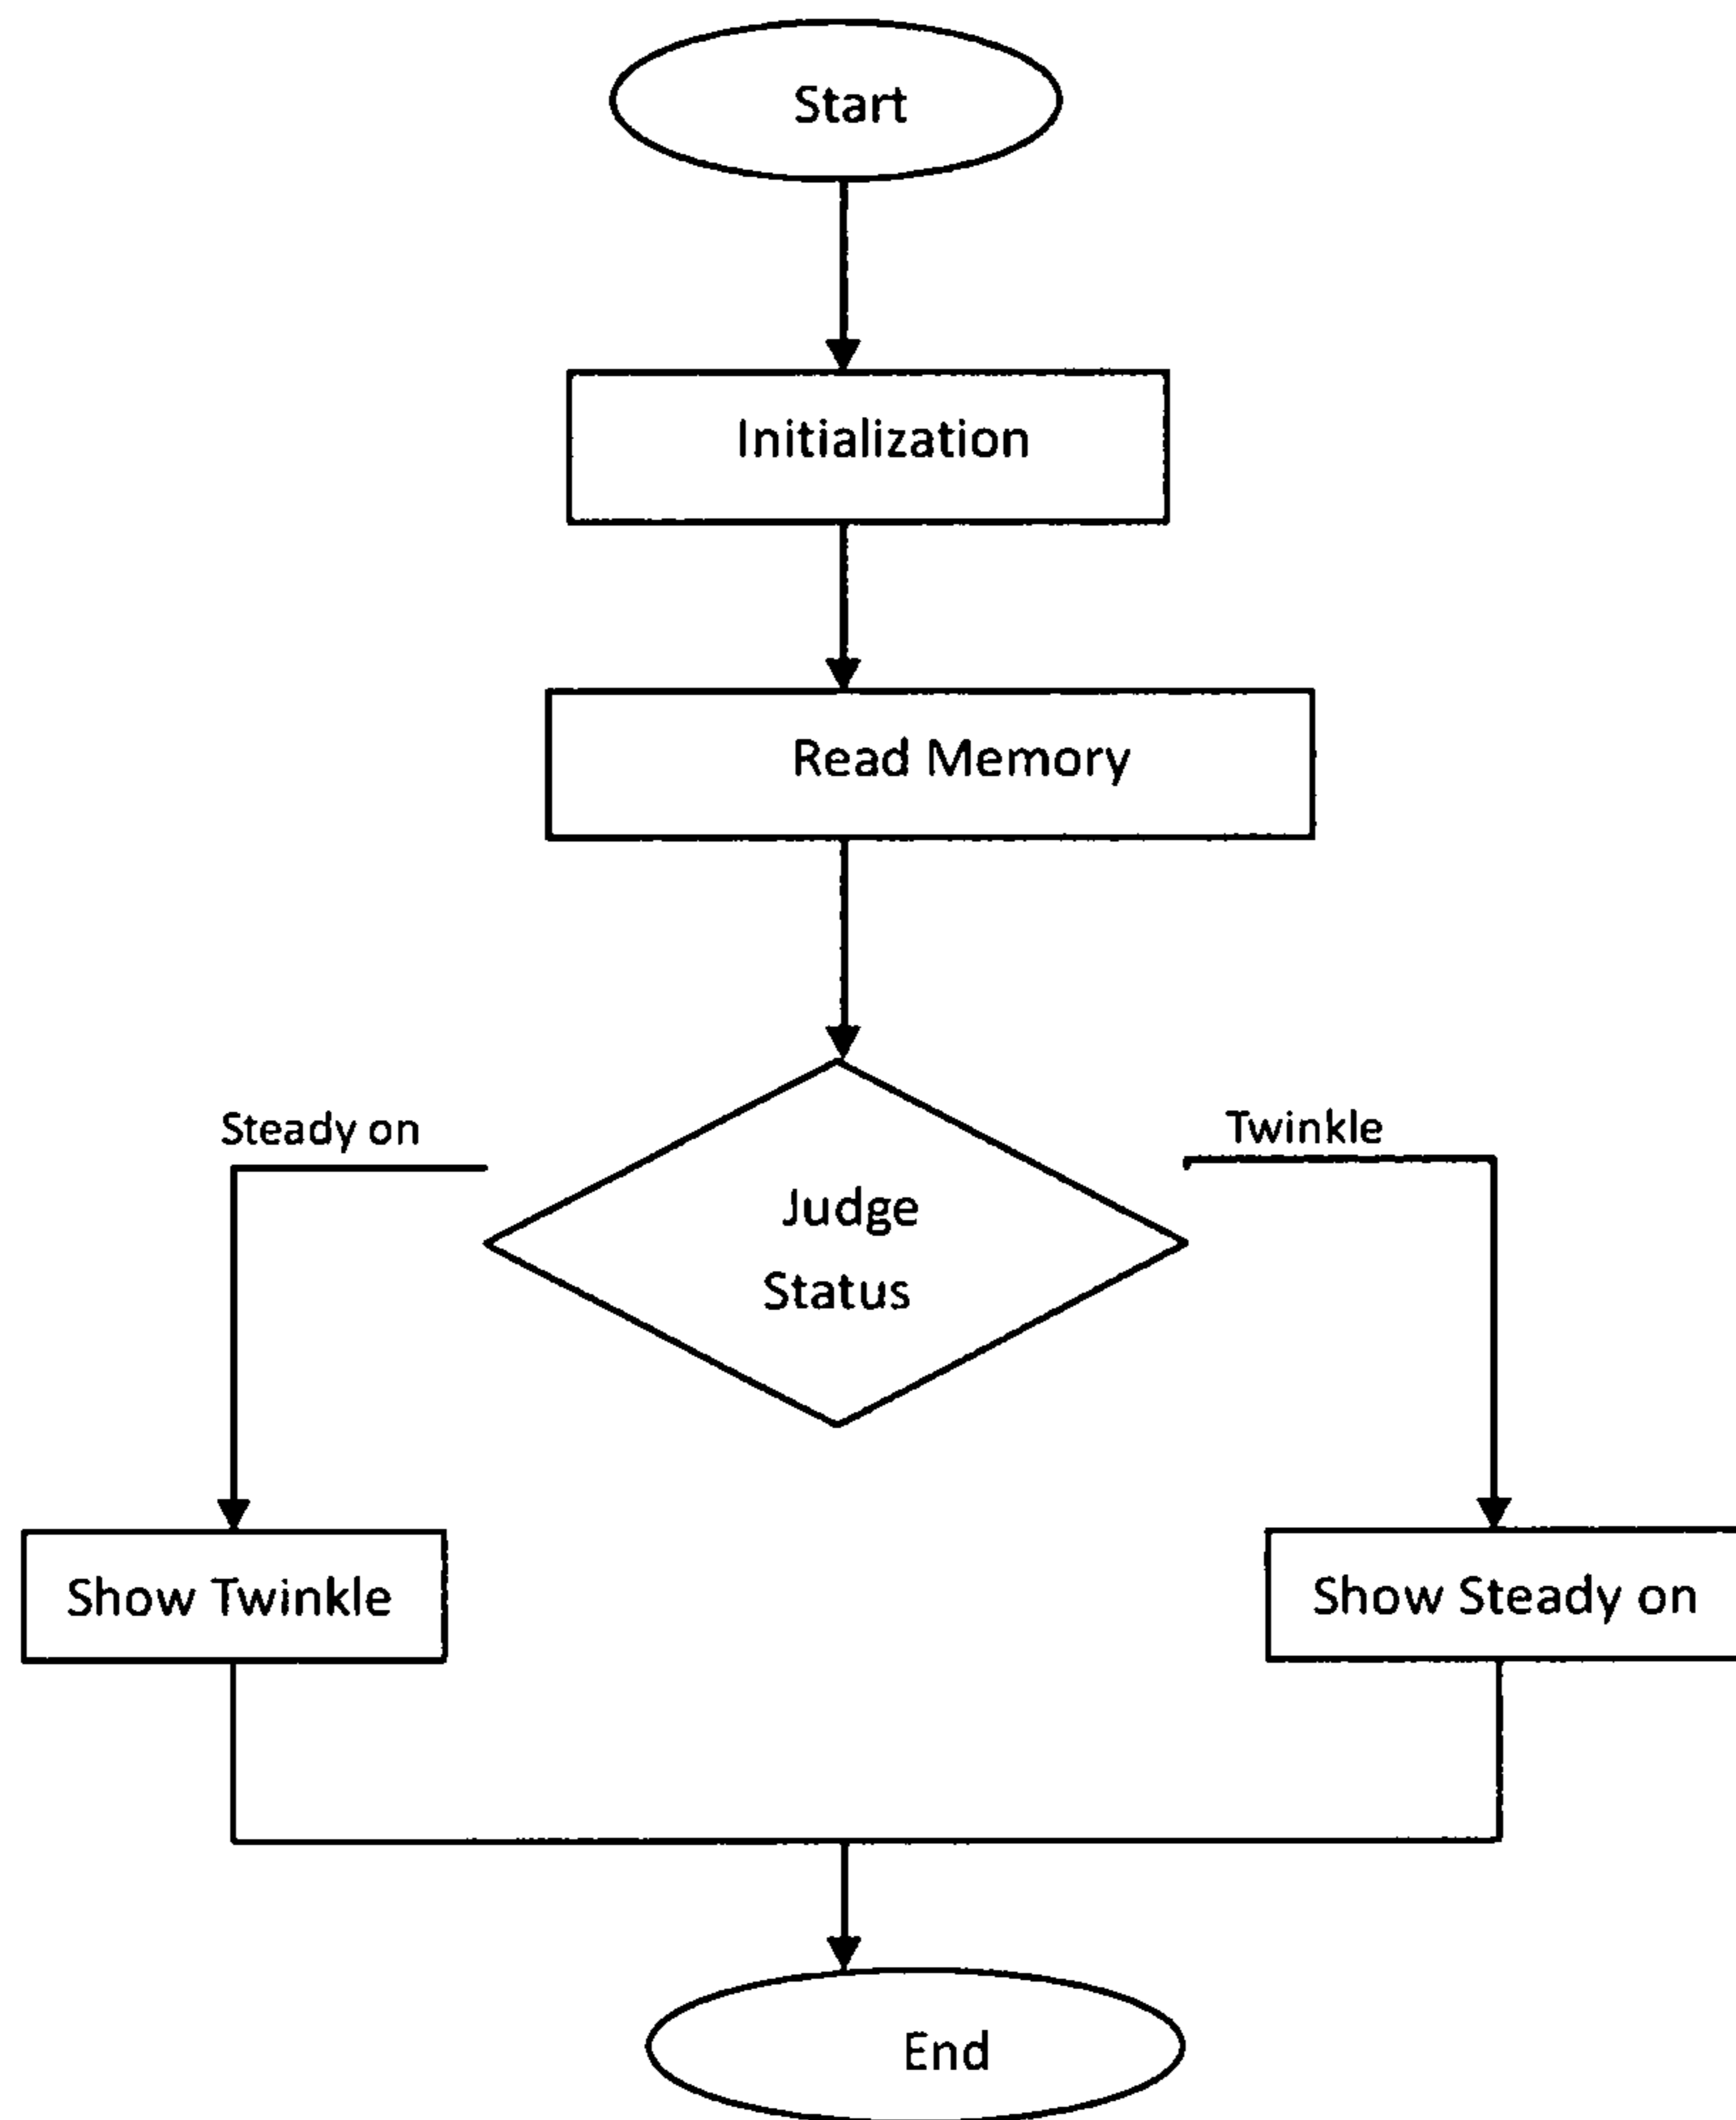 Start
Initialization
Read Memory
Steady on
Twinkle
Judge
Status
Show Twinkle
Show Steady on
End